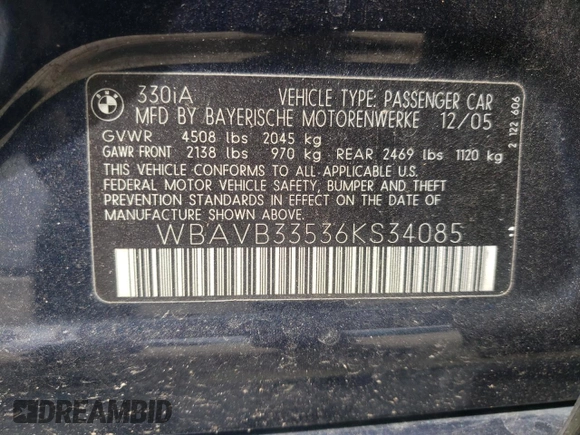 330iA VEHICLE TYPE: PASSENGER CAR
MFD BY BAYERISCHE MOTORENWERKE 12/05
GVWR 4508 lbs 2045 kg
GAWR FRONT 2138 lbs 970 kg REAR 2469 lbs 1120 kg
THIS VEHICLE CONFORMS TO ALL APPLICABLE U.S.
FEDERAL MOTOR VEHICLE SAFETY, BUMPER AND THEFT
PREVENTION STANDARDS IN EFFECT ON THE DATE OF
MANUFACTURE SHOWN ABOVE.
WBAVB33536KS34085
2 122 606
DREAMBID